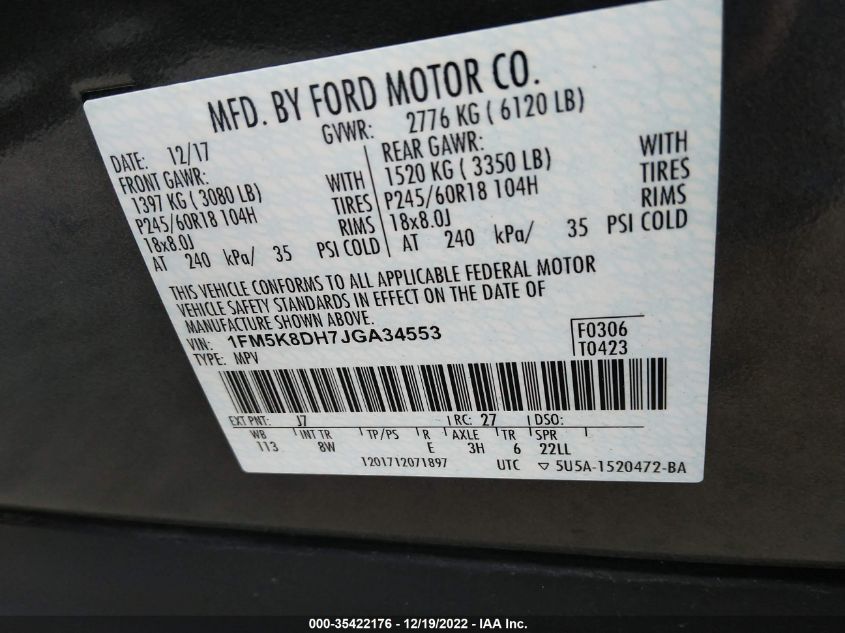 MFD. BY FORD MOTOR CO.
DATE: 12/17 GVWR: 2776 KG ( 6120 LB)
FRONT GAWR: REAR GAWR:
1397 KG ( 3080 LB) WITH 1520 KG ( 3350 LB) WITH
P245/60R18 104H TIRES P245/60R18 104H TIRES
18x8.0J RIMS 18x8.0J RIMS
AT 240 kPa/ 35 PSI COLD AT 240 kPa/ 35 PSI COLD
THIS VEHICLE CONFORMS TO ALL APPLICABLE FEDERAL MOTOR
VEHICLE SAFETY STANDARDS IN EFFECT ON THE DATE OF
MANUFACTURE SHOWN ABOVE.
VIN: 1FM5K8DH7JGA34553 F0306
TYPE: MPV T0423
EXT PNT: J7 RC: 27 DSO:
WB INT TR TP/PS R AXLE TR SPR
113 8W E 3H 6 22LL
1201712071897 UTC ▽ 5U5A-1520472-BA
000-35422176 - 12/19/2022 - IAA Inc.